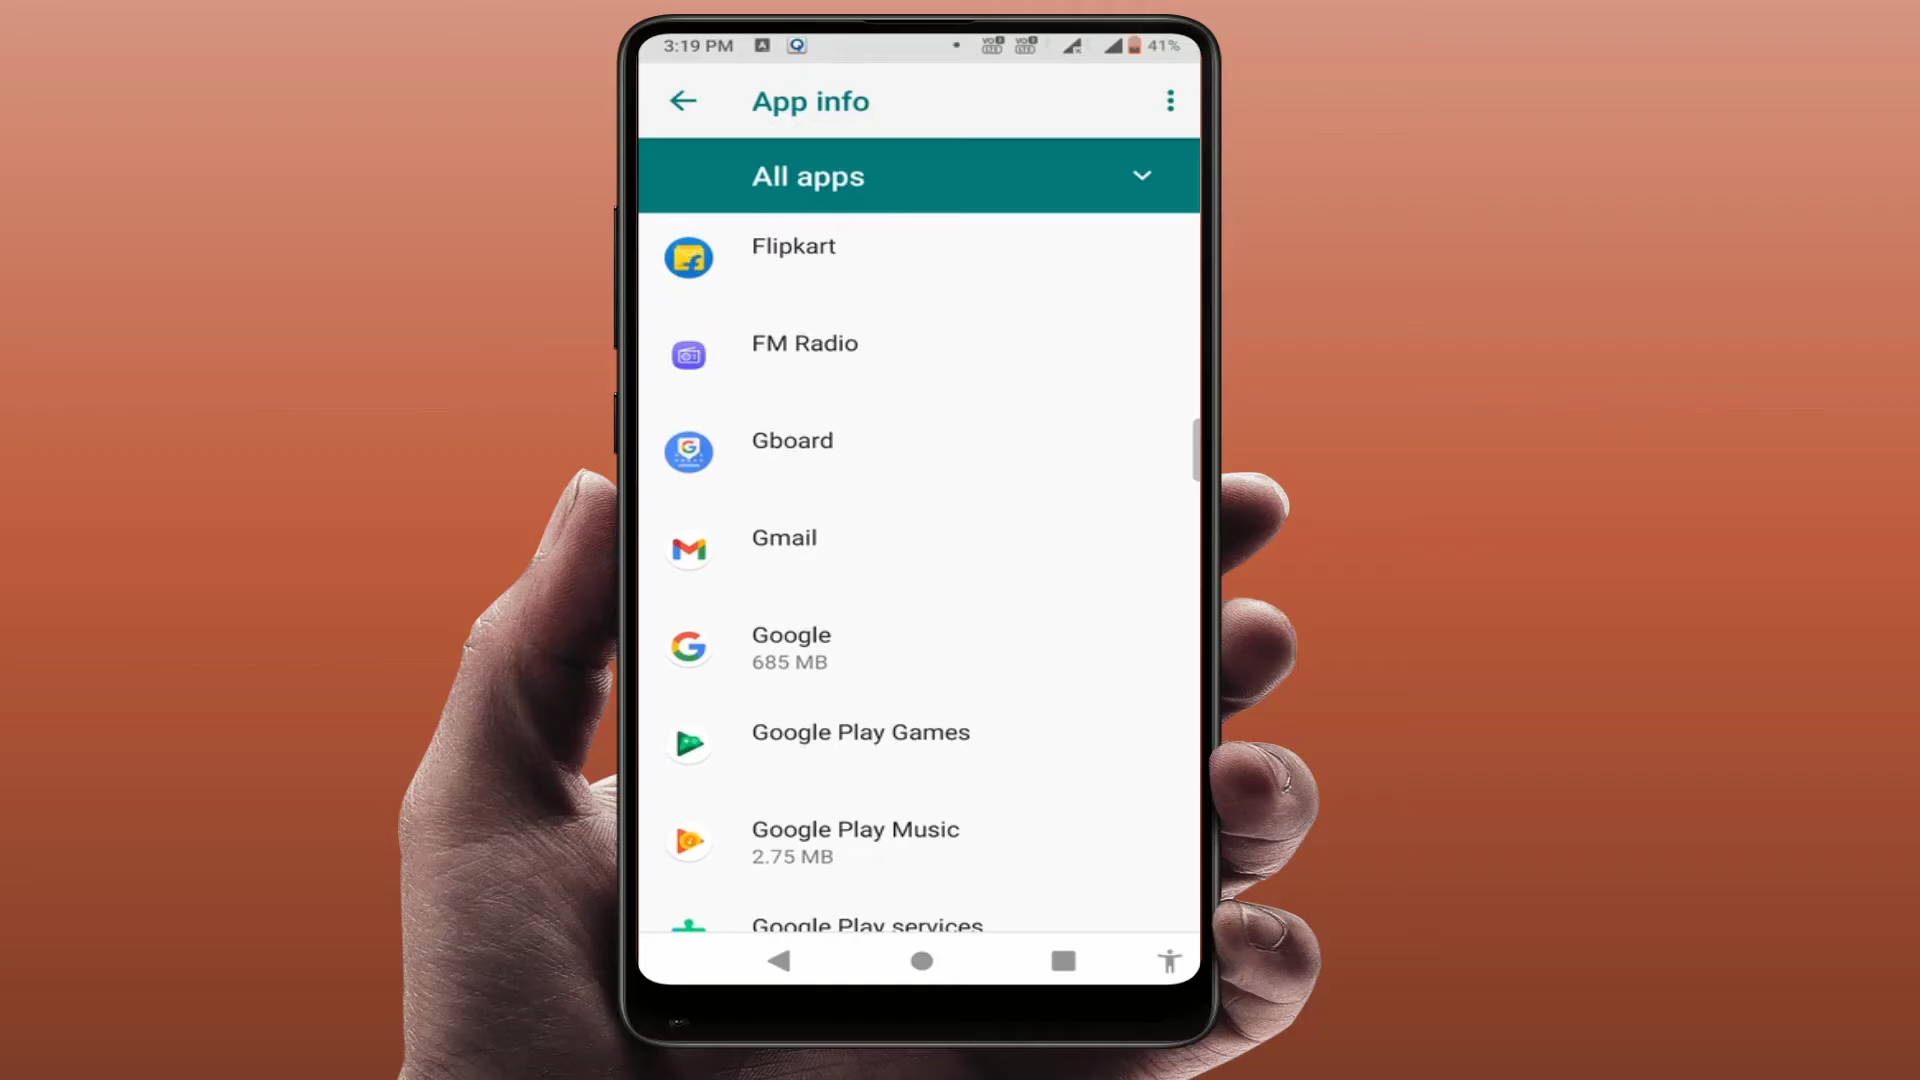 3:19 PM
41%
App info
All apps
Flipkart
FM Radio
Gboard
Gmail
Google
685 MB
Google Play Games
Google Play Music
2.75 MB
Google Play services